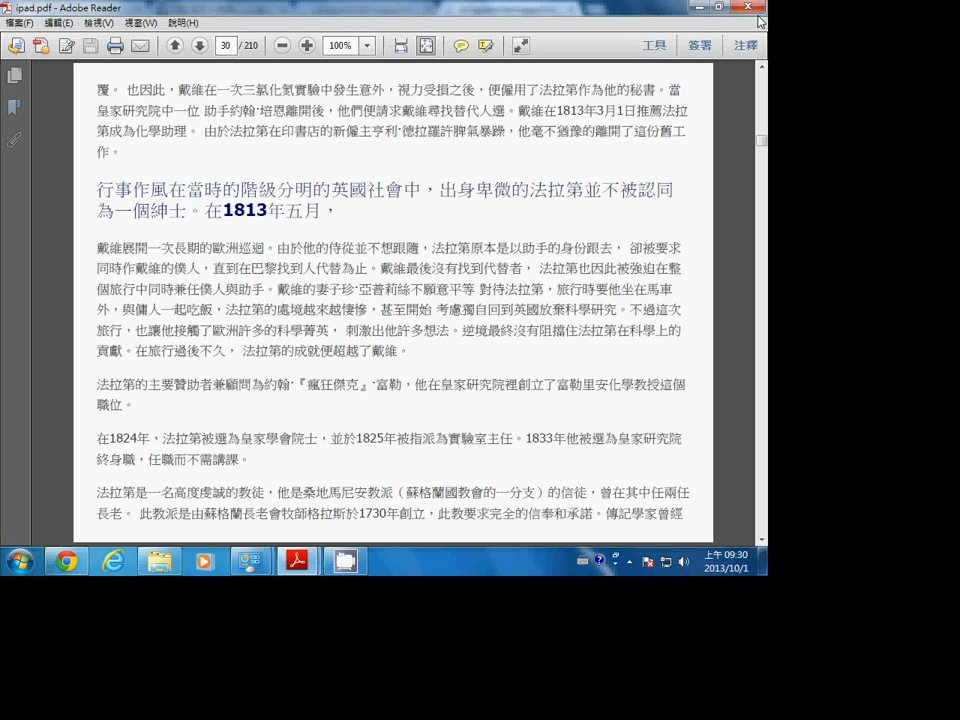 ipad.pdf - Adobe Reader
檔案(F) 編輯(E) 檢視(V) 視窗(W) 說明(H)
30 / 210 100% 工具 簽署 注釋
覆。 也因此，戴維在一次三氯化氮實驗中發生意外，視力受損之後，便僱用了法拉第作為他的秘書。當
皇家研究院中一位 助手約翰·培恩離開後，他們便請求戴維尋找替代人選。戴維在1813年3月1日推薦法拉
第成為化學助理。 由於法拉第在印書店的新僱主亨利·德拉羅許脾氣暴躁，他毫不猶豫的離開了這份舊工
作。
行事作風在當時的階級分明的英國社會中，出身卑微的法拉第並不被認同
為一個紳士。在1813年五月，
戴維展開一次長期的歐洲巡迴。由於他的侍從並不想跟隨，法拉第原本是以助手的身份跟去， 卻被要求
同時作戴維的僕人，直到在巴黎找到人代替為止。戴維最後沒有找到代替者， 法拉第也因此被強迫在整
個旅行中同時兼任僕人與助手。戴維的妻子珍·亞普莉絲不願意平等 對待法拉第，旅行時要他坐在馬車
外，與傭人一起吃飯，法拉第的處境越來越悽慘，甚至開始 考慮獨自回到英國放棄科學研究。不過這次
旅行，也讓他接觸了歐洲許多的科學菁英， 刺激出他許多想法。逆境最終沒有阻擋住法拉第在科學上的
貢獻。在旅行過後不久， 法拉第的成就便超越了戴維。
法拉第的主要贊助者兼顧問為約翰·『瘋狂傑克』·富勒，他在皇家研究院裡創立了富勒里安化學教授這個
職位。
在1824年，法拉第被選為皇家學會院士，並於1825年被指派為實驗室主任。1833年他被選為皇家研究院
終身職，任職而不需講課。
法拉第是一名高度虔誠的教徒，他是桑地馬尼安教派（蘇格蘭國教會的一分支）的信徒，曾在其中任兩任
長老。 此教派是由蘇格蘭長老會牧師格拉斯於1730年創立，此教要求完全的信奉和承諾。傳記學家曾經
上午 09:30
2013/10/1